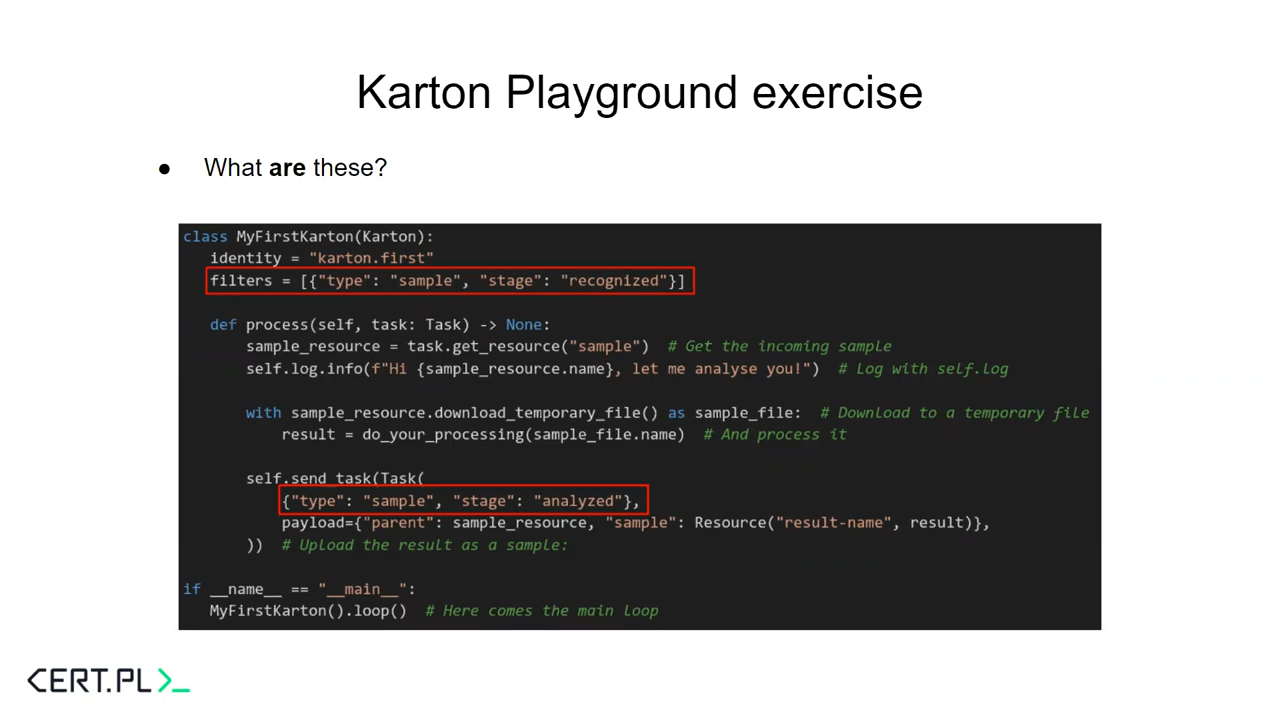 Karton Playground exercise
● What are these?
class MyFirstKarton(Karton):
identity = "karton.first"
filters = [{"type": "sample", "stage": "recognized"}]
def process(self, task: Task) -> None:
sample_resource = task.get_resource("sample") # Get the incoming sample
self.log.info(f"Hi {sample_resource.name}, let me analyse you!") # Log with self.log
with sample_resource.download_temporary_file() as sample_file: # Download to a temporary file
result = do_your_processing(sample_file.name) # And process it
self.send_task(Task(
{"type": "sample", "stage": "analyzed"},
payload={"parent": sample_resource, "sample": Resource("result-name", result)},
)) # Upload the result as a sample:
if __name__ == "__main__":
MyFirstKarton().loop() # Here comes the main loop
<CERT.PL>_